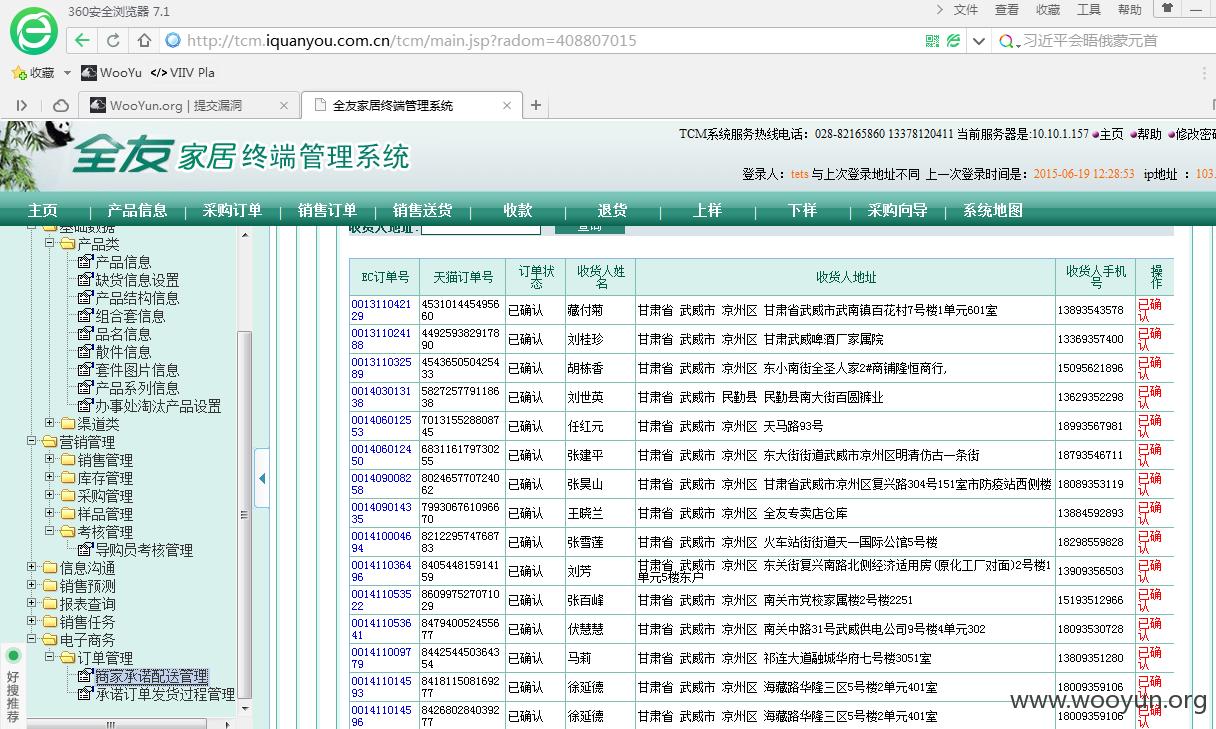 360安全浏览器 7.1
文件 查看 收藏 工具 帮助
http://tcm.iquanyou.com.cn/tcm/main.jsp?radom=408807015
习近平会晤俄蒙元首
收藏 WooYu </> VIIV Pla
WooYun.org | 提交漏洞
全友家居终端管理系统
全友家居终端管理系统
TCM系统服务热线电话：028-82165860 13378120411 当前服务器是:10.10.1.157 主页 帮助 修改密码
登录人：tets 与上次登录地址不同 上一次登录时间是：2015-06-19 12:28:53 ip地址 ：103.
主页 | 产品信息 | 采购订单 | 销售订单 | 销售送货 | 收款 | 退货 | 上样 | 下样 | 采购向导 | 系统地图
基础数据
产品类
产品信息
缺货信息设置
产品结构信息
组合套信息
品名信息
散件信息
套件图片信息
产品系列信息
办事处淘汰产品设置
渠道类
营销管理
销售管理
库存管理
采购管理
样品管理
考核管理
导购员考核管理
信息沟通
销售预测
报表查询
销售任务
电子商务
订单管理
商家承诺配送管理
承诺订单发货过程管理
好搜推荐
收货人地址: 查询
EC订单号 天猫订单号 订单状态 收货人姓名 收货人地址 收货人手机号 操作
001311042129 453101445495660 已确认 藏付菊 甘肃省 武威市 凉州区 甘肃省武威市武南镇百花村7号楼1单元601室 13893543578 已确认
001311024188 449259382917890 已确认 刘桂珍 甘肃省 武威市 凉州区 甘肃武威啤酒厂家属院 13369357400 已确认
001311032589 454365050425433 已确认 胡栋香 甘肃省 武威市 凉州区 东小南街全圣人家2#商铺隆恒商行, 15095621896 已确认
001403013138 582725779118638 已确认 刘世英 甘肃省 武威市 民勤县 民勤县南大街百圆裤业 13629352298 已确认
001406012553 701315528808745 已确认 任红元 甘肃省 武威市 凉州区 天马路93号 18993567981 已确认
001406012450 683116179730255 已确认 张建平 甘肃省 武威市 凉州区 东大街街道武威市凉州区明清仿古一条街 18793546711 已确认
001409008258 802465770724062 已确认 张昊山 甘肃省 武威市 凉州区 甘肃省武威市凉州区复兴路304号151室市防疫站西侧楼 18089353119 已确认
001409014335 799306761096670 已确认 王晓兰 甘肃省 武威市 凉州区 全友专卖店仓库 13884592893 已确认
001410004694 821229574768783 已确认 张雪莲 甘肃省 武威市 凉州区 火车站街街道天一国际公馆5号楼 18298559828 已确认
001411036496 840544815914159 已确认 刘芳 甘肃省 武威市 凉州区 东关街复兴南路北侧经济适用房(原化工厂对面)2号楼1单元5楼东户 13909356503 已确认
001411053522 860997527071029 已确认 张百峰 甘肃省 武威市 凉州区 南关市党校家属楼2号楼2251 15193512966 已确认
001411053641 847940052455677 已确认 伏慧慧 甘肃省 武威市 凉州区 南关中路31号武威供电公司9号楼4单元302 18093530728 已确认
001411009779 844254450364354 已确认 马莉 甘肃省 武威市 凉州区 祁连大道融城华府七号楼3051室 13809351280 已确认
001411014593 841811508169277 已确认 徐延德 甘肃省 武威市 凉州区 海藏路华隆三区5号楼2单元401室 18009359106 已确认
001411014596 842680284039277 已确认 徐延德 甘肃省 武威市 凉州区 海藏路华隆三区5号楼2单元401室 18009359106 已确认
www.wooyun.org